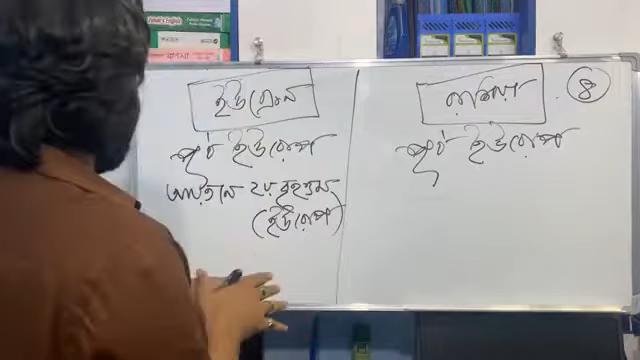 ইউক্রেন
পূর্ব ইউরোপ
আয়তনে ২য় বৃহত্তম
(ইউরোপ)
রাশিয়া
৪
পূর্ব ইউরোপ